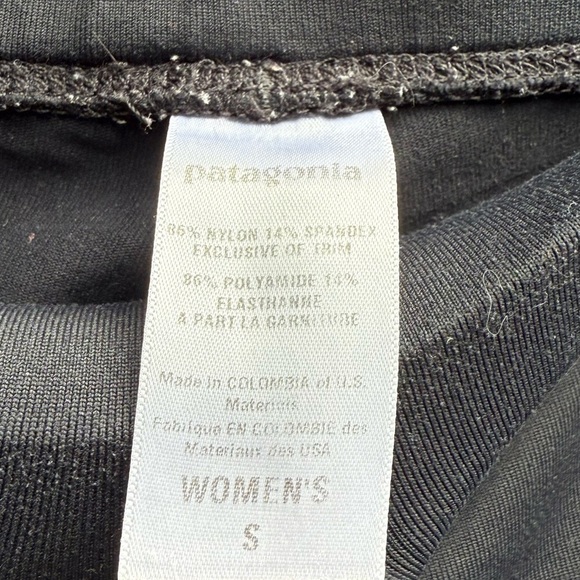 patagonia
86% NYLON 14% SPANDEX
EXCLUSIVE OF TRIM
86% POLYAMIDE 14%
ELASTHANNE
A PART LA GARNITURE
Made in COLOMBIA of U.S.
Materials
Fabriqua EN COLOMBIE des
Materiaux des USA
WOMEN'S
S